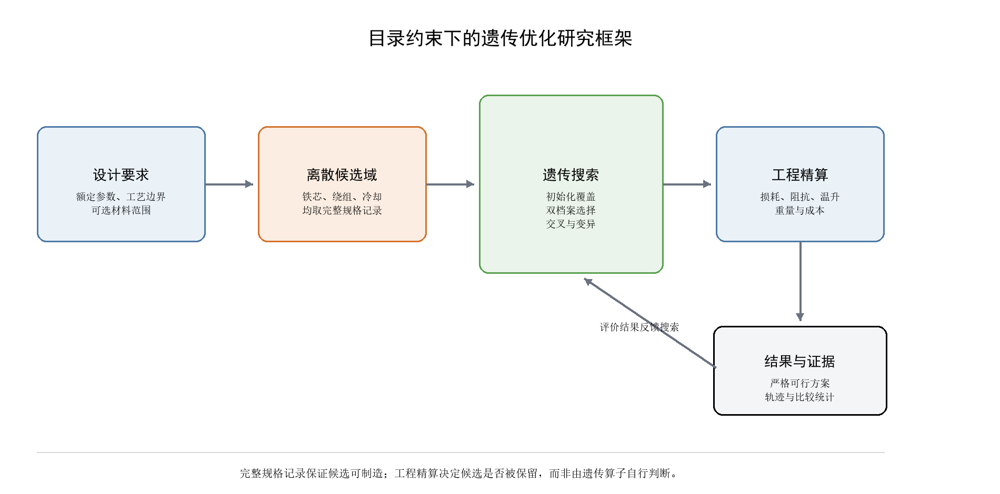 目录约束下的遗传优化研究框架
设计要求
额定参数、工艺边界
可选材料范围
离散候选域
铁芯、绕组、冷却
均取完整规格记录
遗传搜索
初始化覆盖
双档案选择
交叉与变异
工程精算
损耗、阻抗、温升
重量与成本
评价结果反馈搜索
结果与证据
严格可行方案
轨迹与比较统计
完整规格记录保证候选可制造；工程精算决定候选是否被保留，而非由遗传算子自行判断。